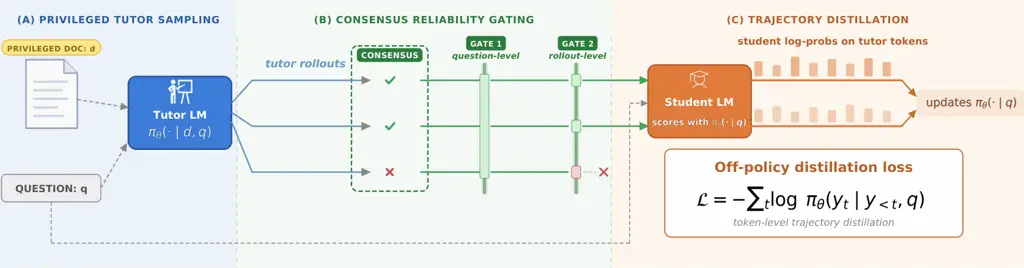 (A) PRIVILEGED TUTOR SAMPLING
PRIVILEGED DOC: d
Tutor LM
πθ(· | d, q)
QUESTION: q
(B) CONSENSUS RELIABILITY GATING
tutor rollouts
CONSENSUS
GATE 1
question-level
GATE 2
rollout-level
(C) TRAJECTORY DISTILLATION
student log-probs on tutor tokens
Student LM
scores with π(· | q)
updates πθ(· | q)
Off-policy distillation loss
ℒ = −∑t log πθ(yt | y<t, q)
token-level trajectory distillation